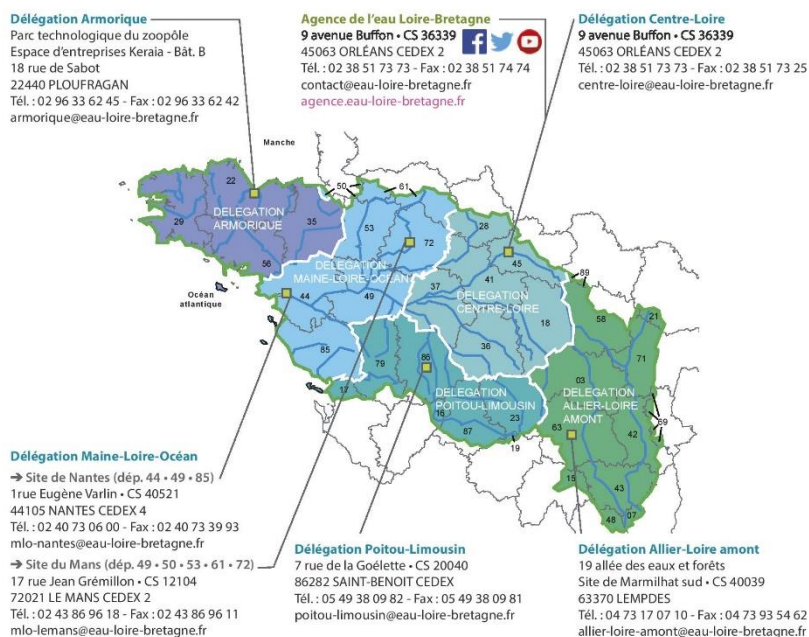 Délégation Armorique
Parc technologique du zoopôle
Espace d'entreprises Keraia - Bât. B
18 rue de Sabot
22440 PLOUFRAGAN
Tél. : 02 96 33 62 45 - Fax : 02 96 33 62 42
armorique@eau-loire-bretagne.fr
Agence de l'eau Loire-Bretagne
9 avenue Buffon • CS 36339
45063 ORLÉANS CEDEX 2
Tél. : 02 38 51 73 73 - Fax : 02 38 51 74 74
contact@eau-loire-bretagne.fr
agence.eau-loire-bretagne.fr
Délégation Centre-Loire
9 avenue Buffon • CS 36339
45063 ORLÉANS CEDEX 2
Tél. : 02 38 51 73 73 - Fax : 02 38 51 73 25
centre-loire@eau-loire-bretagne.fr
Manche
50
61
22
29
35
56
DELEGATION
ARMORIQUE
53
72
28
45
41
89
DELEGATION
MAINE-LOIRE-OCÉAN
Océan
atlantique
44
49
37
DELEGATION
CENTRE-LOIRE
18
36
58
21
71
85
79
86
03
17
DELEGATION
POITOU-LIMOUSIN
16
87
23
19
DELEGATION
ALLIER-LOIRE
AMONT
63
69
42
15
43
48
07
Délégation Maine-Loire-Océan
➔ Site de Nantes (dép. 44 • 49 • 85)
1rue Eugène Varlin • CS 40521
44105 NANTES CEDEX 4
Tél. : 02 40 73 06 00 - Fax : 02 40 73 39 93
mlo-nantes@eau-loire-bretagne.fr
➔ Site du Mans (dép. 49 • 50 • 53 • 61 • 72)
17 rue Jean Grémillon • CS 12104
72021 LE MANS CEDEX 2
Tél. : 02 43 86 96 18 - Fax : 02 43 86 96 11
mlo-lemans@eau-loire-bretagne.fr
Délégation Poitou-Limousin
7 rue de la Goélette • CS 20040
86282 SAINT-BENOIT CEDEX
Tél. : 05 49 38 09 82 - Fax : 05 49 38 09 81
poitou-limousin@eau-loire-bretagne.fr
Délégation Allier-Loire amont
19 allée des eaux et forêts
Site de Marmilhat sud • CS 40039
63370 LEMPDES
Tél. : 04 73 17 07 10 - Fax : 04 73 93 54 62
allier-loire-amont@eau-loire-bretagne.fr